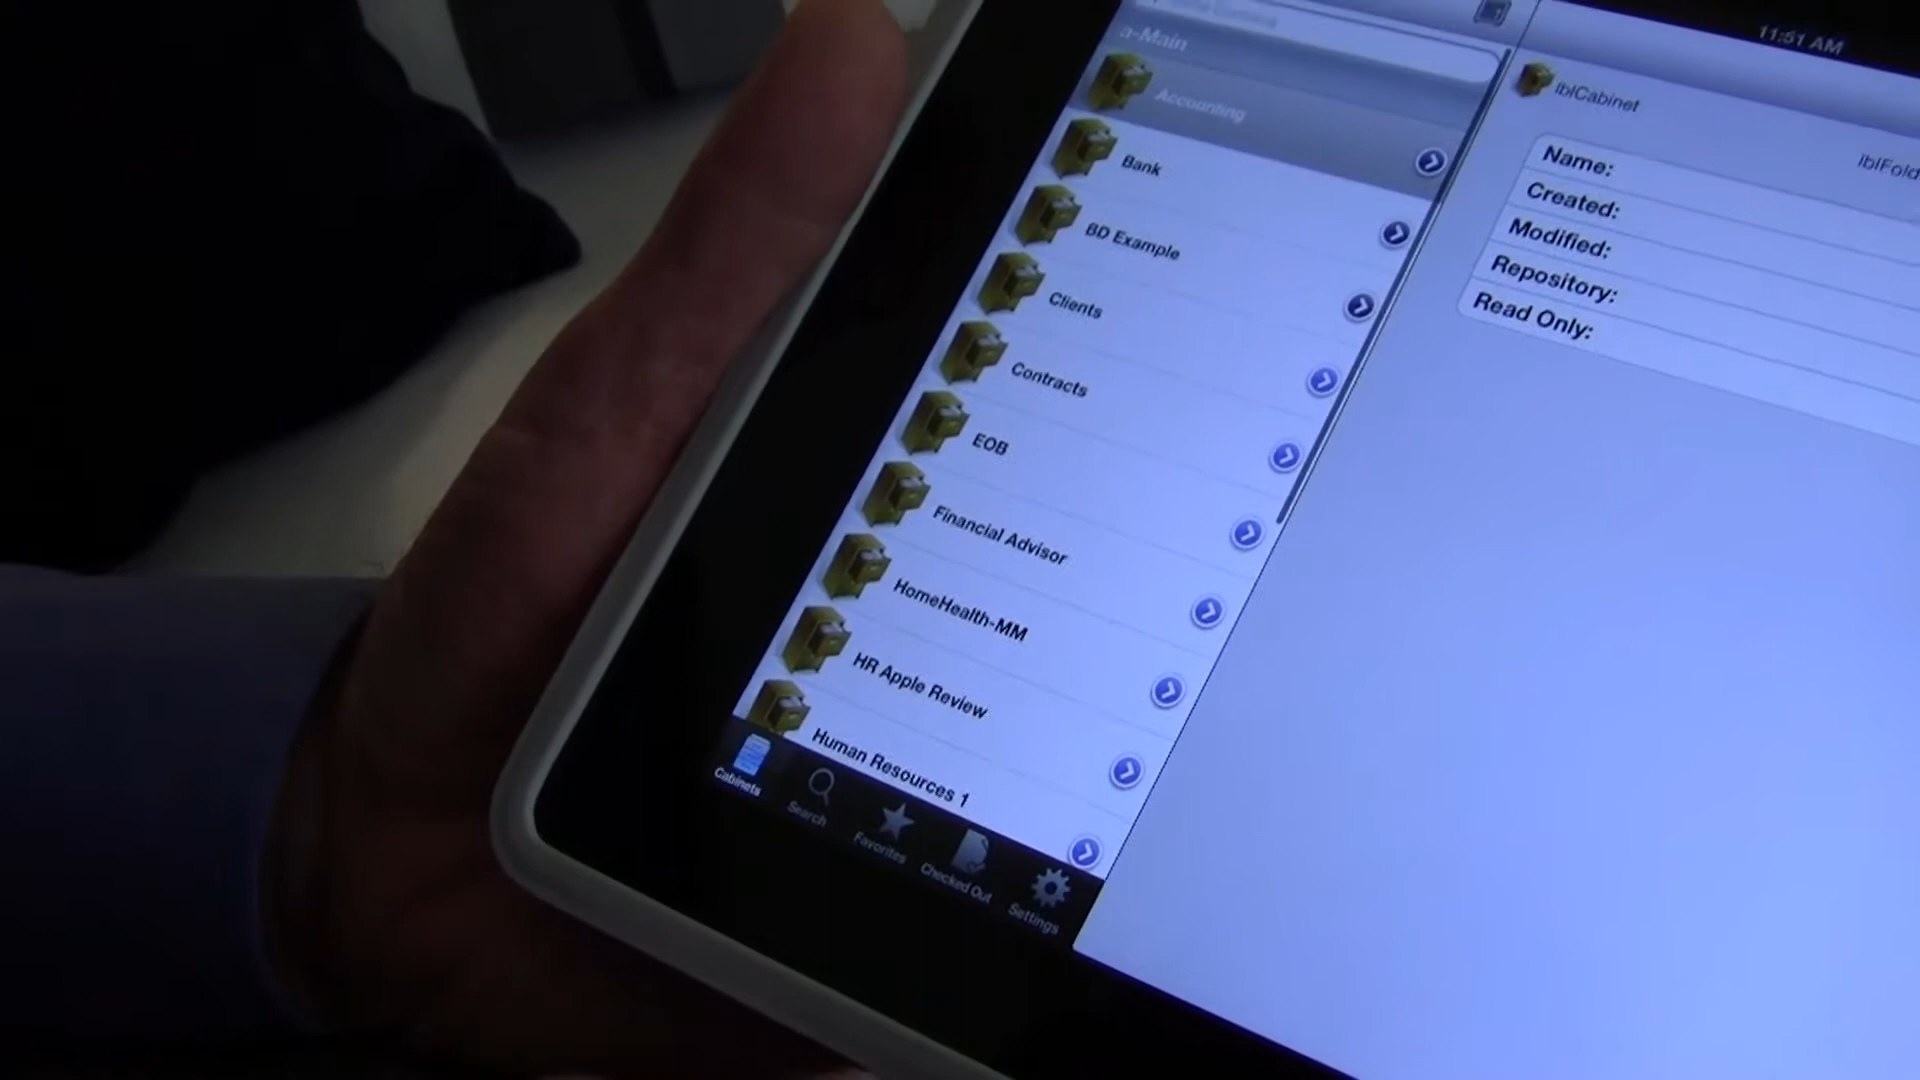 a-Main
Accounting
Bank
BD Example
Clients
Contracts
EOB
Financial Advisor
HomeHealth-MM
HR Apple Review
Human Resources 1
Cabinets
Search
Favorites
Checked Out
Settings
11:51 AM
lblCabinet
lblFold
Name:
Created:
Modified:
Repository:
Read Only: